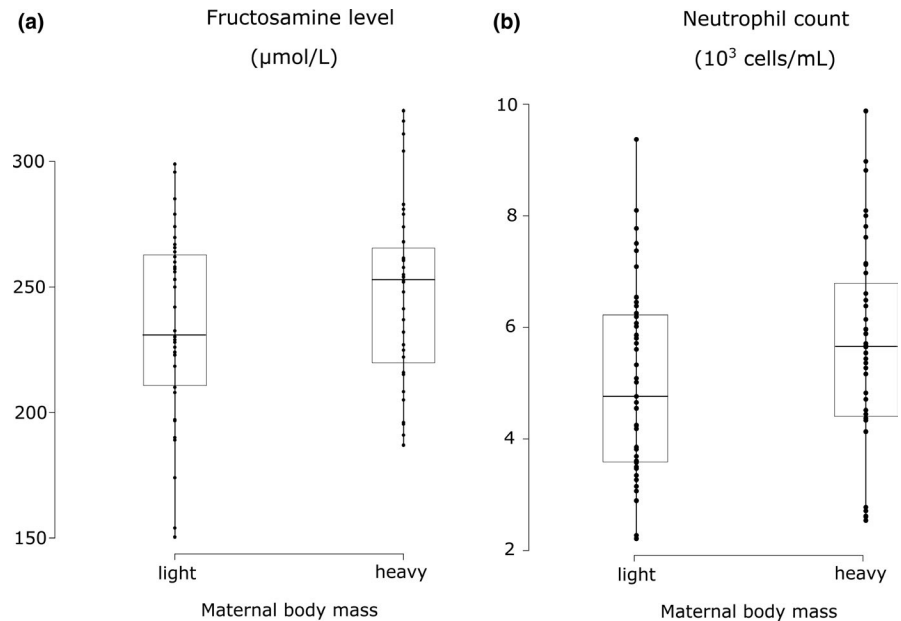 (a)
Fructosamine level
(µmol/L)
300
250
200
150
light
heavy
Maternal body mass
(b)
Neutrophil count
(10³ cells/mL)
10
8
6
4
2
light
heavy
Maternal body mass